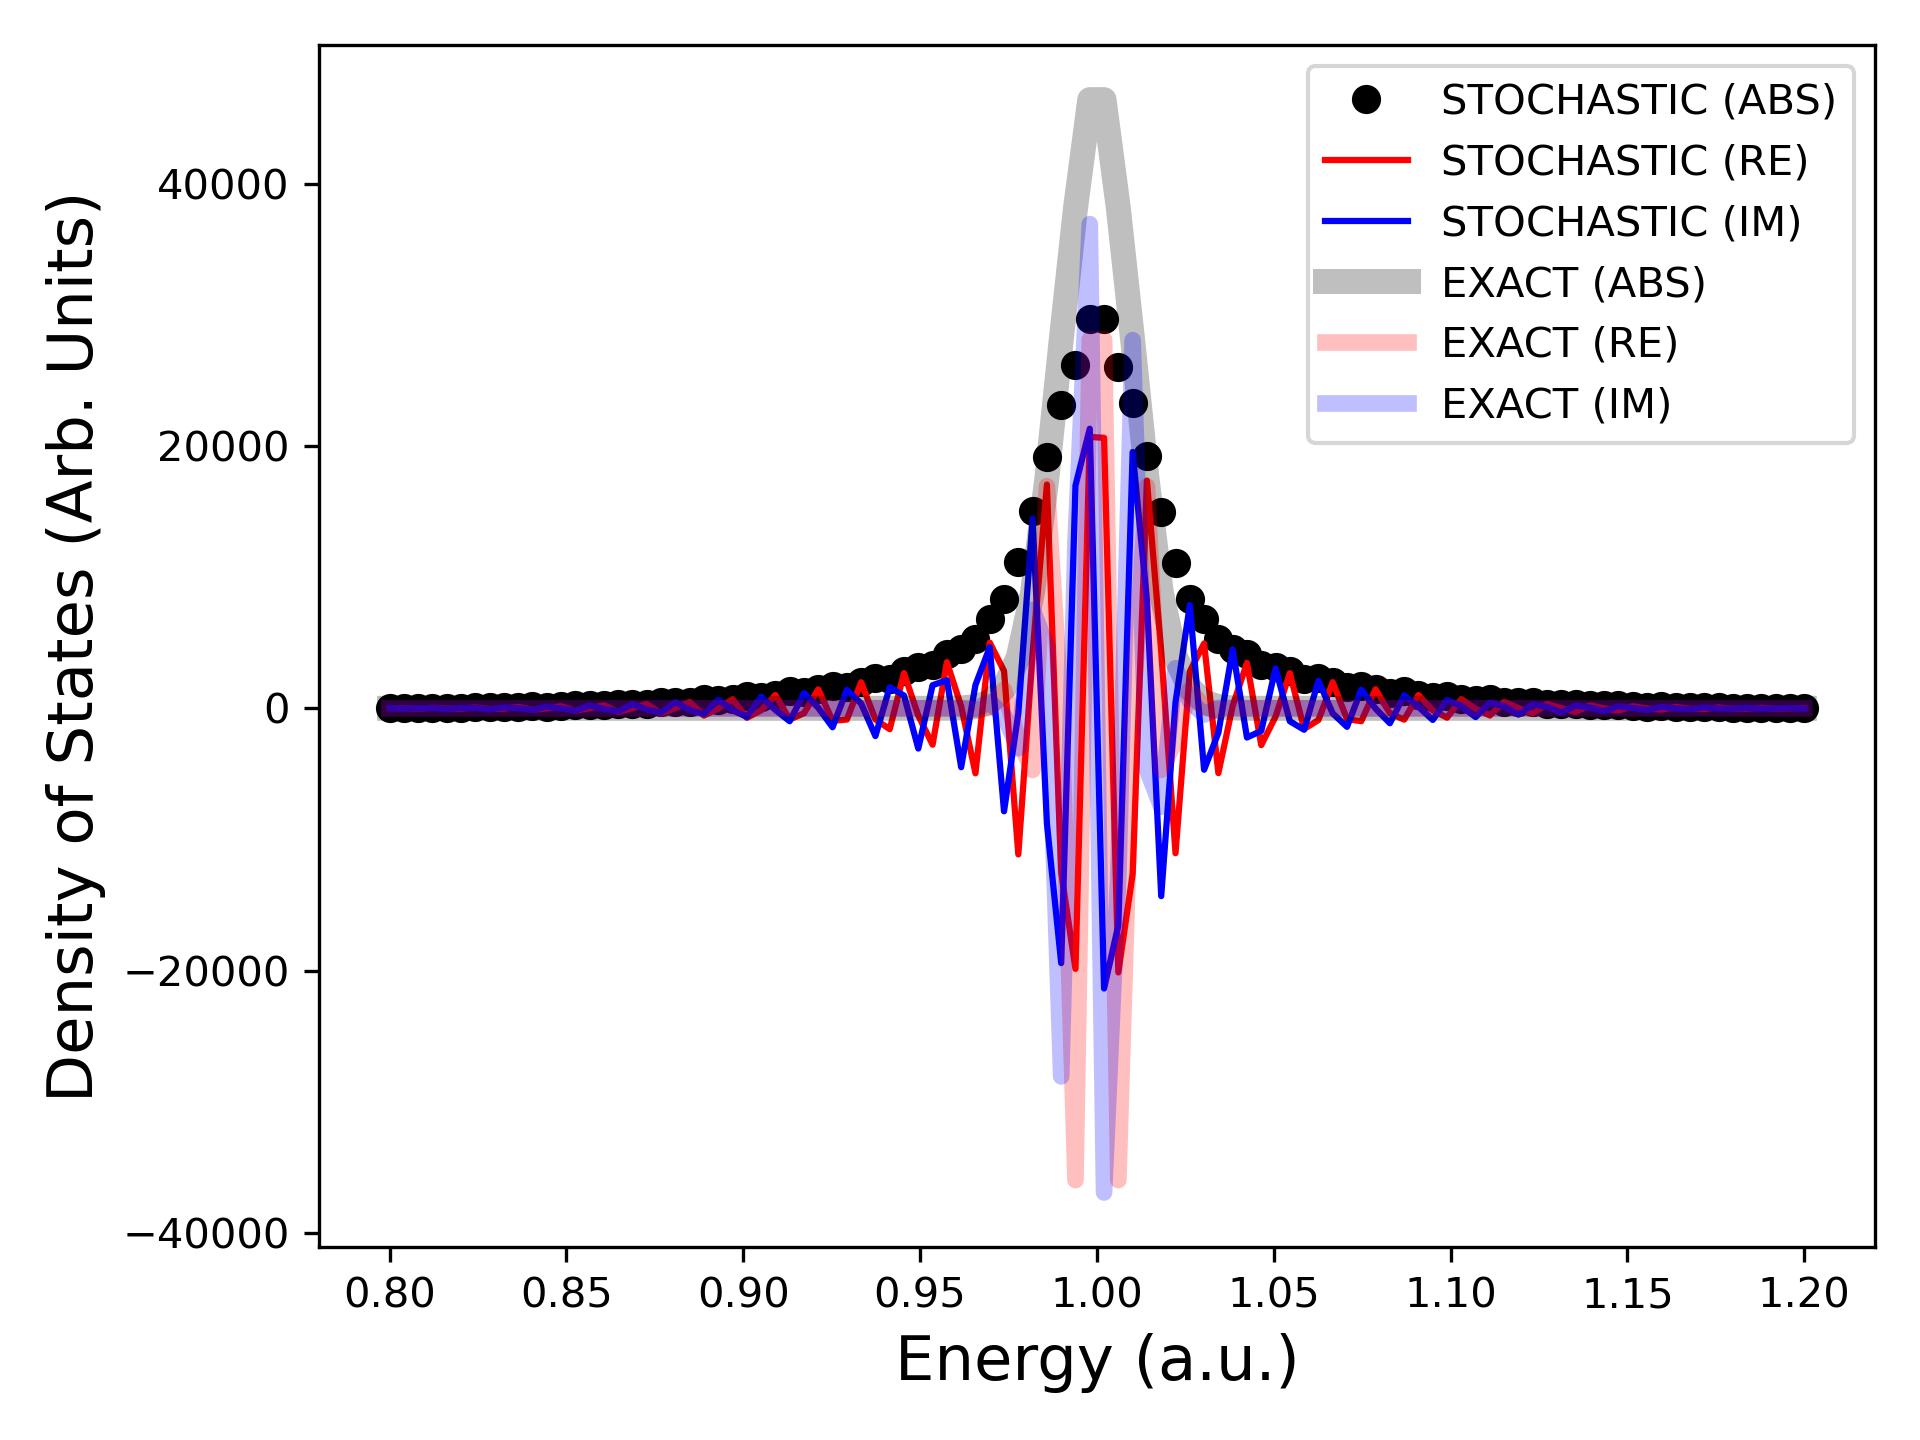 Density of States (Arb. Units)
40000
20000
0
−20000
−40000
STOCHASTIC (ABS)
STOCHASTIC (RE)
STOCHASTIC (IM)
EXACT (ABS)
EXACT (RE)
EXACT (IM)
0.80 0.85 0.90 0.95 1.00 1.05 1.10 1.15 1.20
Energy (a.u.)